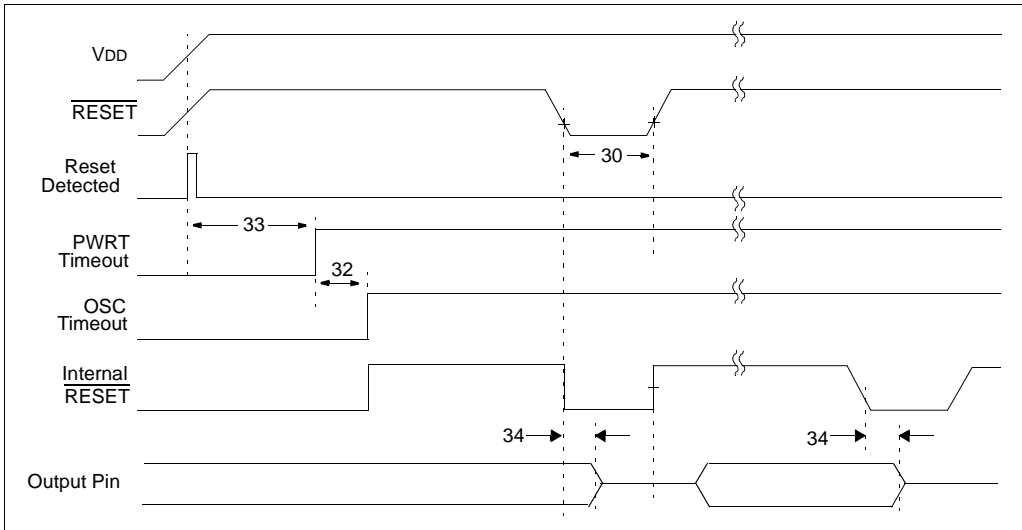 VDD
RESET
30
Reset
Detected
33
PWRT
Timeout
32
OSC
Timeout
Internal
RESET
34
34
Output Pin